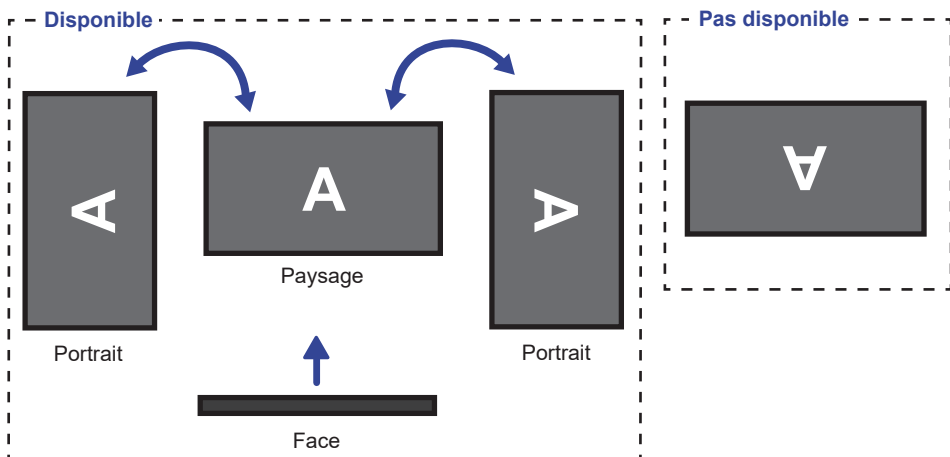 Disponible
Pas disponible
A
A
A
A
Paysage
Portrait
Portrait
Face